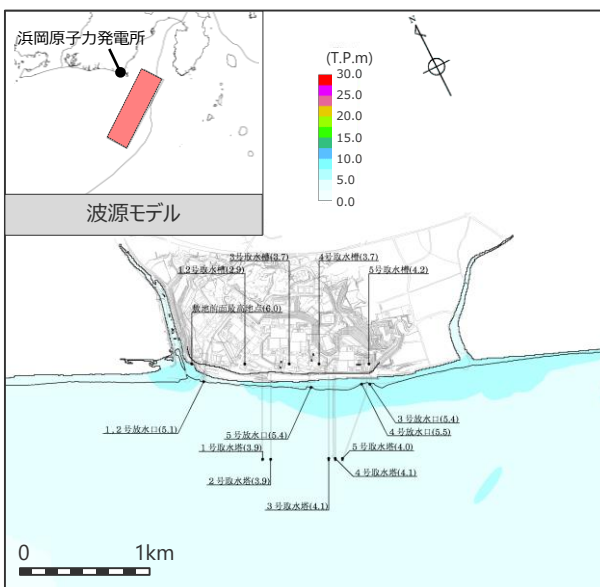 浜岡原子力発電所
波源モデル
N
(T.P.m)
30.0
25.0
20.0
15.0
10.0
5.0
0.0
3号取水槽(3.7)
4号取水槽(3.7)
1,2号取水槽(2.9)
5号取水槽(4.2)
敷地前面最高地点(6.0)
1,2号放水口(5.1)
5号放水口(5.4)
3号放水口(5.4)
4号放水口(5.5)
1号取水塔(3.9)
5号取水塔(4.0)
2号取水塔(3.9)
4号取水塔(4.1)
3号取水塔(4.1)
0 1km